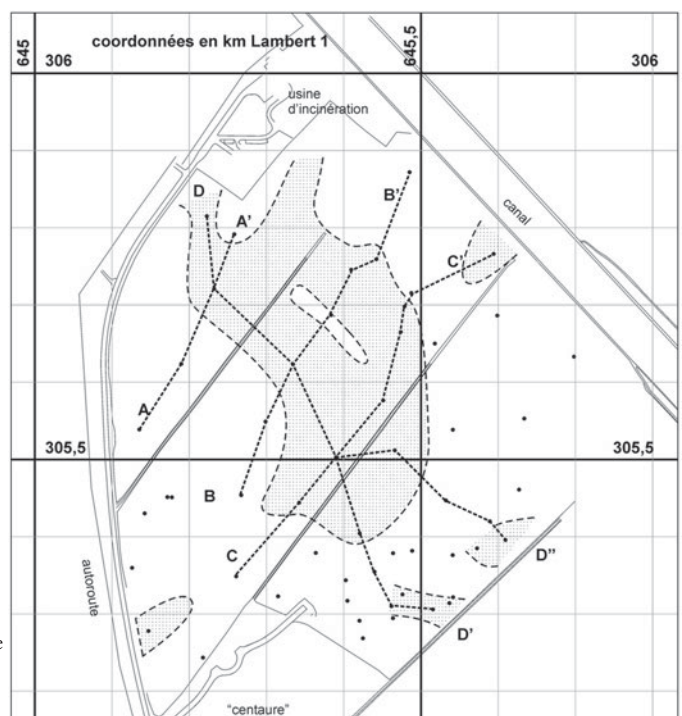 645
coordonnées en km Lambert 1
645,5
306
306
usine
d'incinération
D
A'
B'
canal
C'
A
305,5
305,5
B
C
D''
autoroute
D'
e
"centaure"